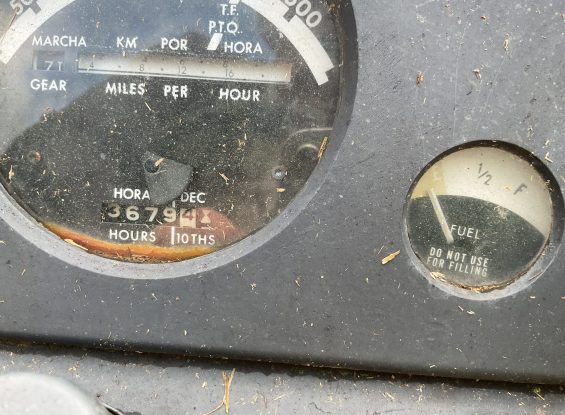 T.F.
P.T.O.
MARCHA KM POR HORA
GEAR MILES PER HOUR
HORA DEC
3679
HOURS 10THS
1/2 F
FUEL
DO NOT USE
FOR FILLING